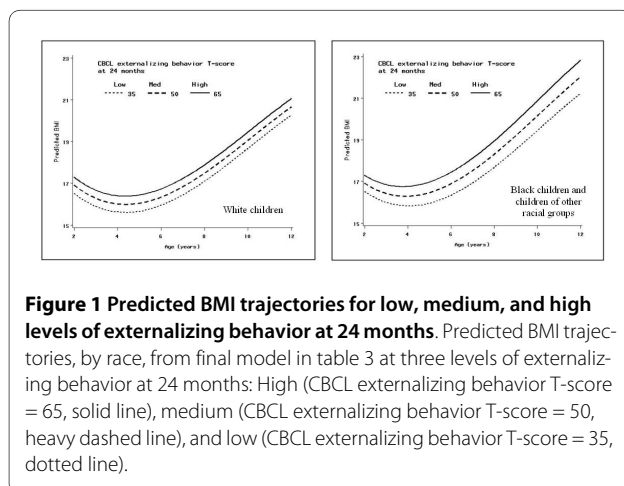 23
21
19
17
15
Predicted BMI
CBCL externalizing behavior T-score
at 24 months
Low Med High
35 50 65
White children
2 4 6 8 10 12
Age (years)
23
21
19
17
15
Predicted BMI
CBCL externalizing behavior T-score
at 24 months
Low Med High
35 50 65
Black children and
children of other
racial groups
2 4 6 8 10 12
Age (years)
Figure 1 Predicted BMI trajectories for low, medium, and high
levels of externalizing behavior at 24 months. Predicted BMI trajec-
tories, by race, from final model in table 3 at three levels of externaliz-
ing behavior at 24 months: High (CBCL externalizing behavior T-score
= 65, solid line), medium (CBCL externalizing behavior T-score = 50,
heavy dashed line), and low (CBCL externalizing behavior T-score = 35,
dotted line).